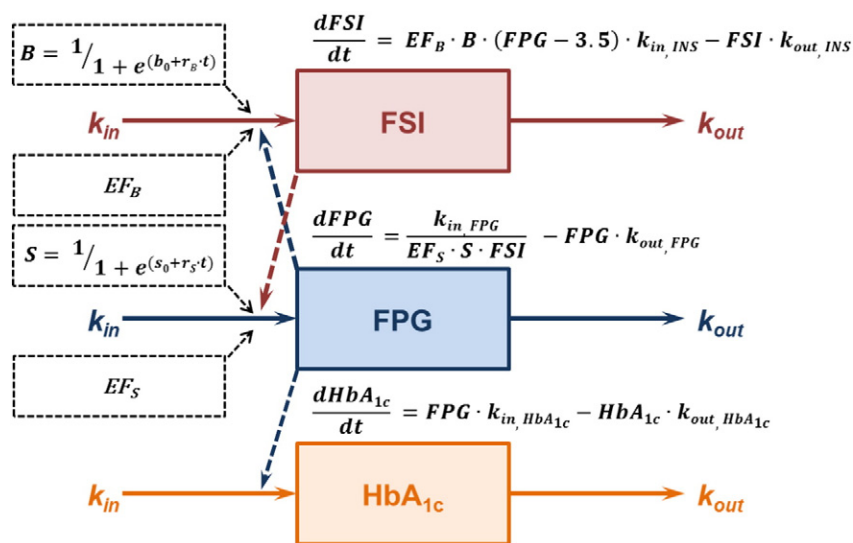 dFSI/dt = EF_B · B · (FPG − 3.5) · k_in,INS − FSI · k_out,INS
B = 1/1 + e^(b_0+r_B·t)
k_in FSI k_out
EF_B
dFPG/dt = k_in,FPG/EF_S · S · FSI − FPG · k_out,FPG
S = 1/1 + e^(s_0+r_S·t)
k_in FPG k_out
EF_S
dHbA_1c/dt = FPG · k_in,HbA_1c − HbA_1c · k_out,HbA_1c
k_in HbA_1c k_out